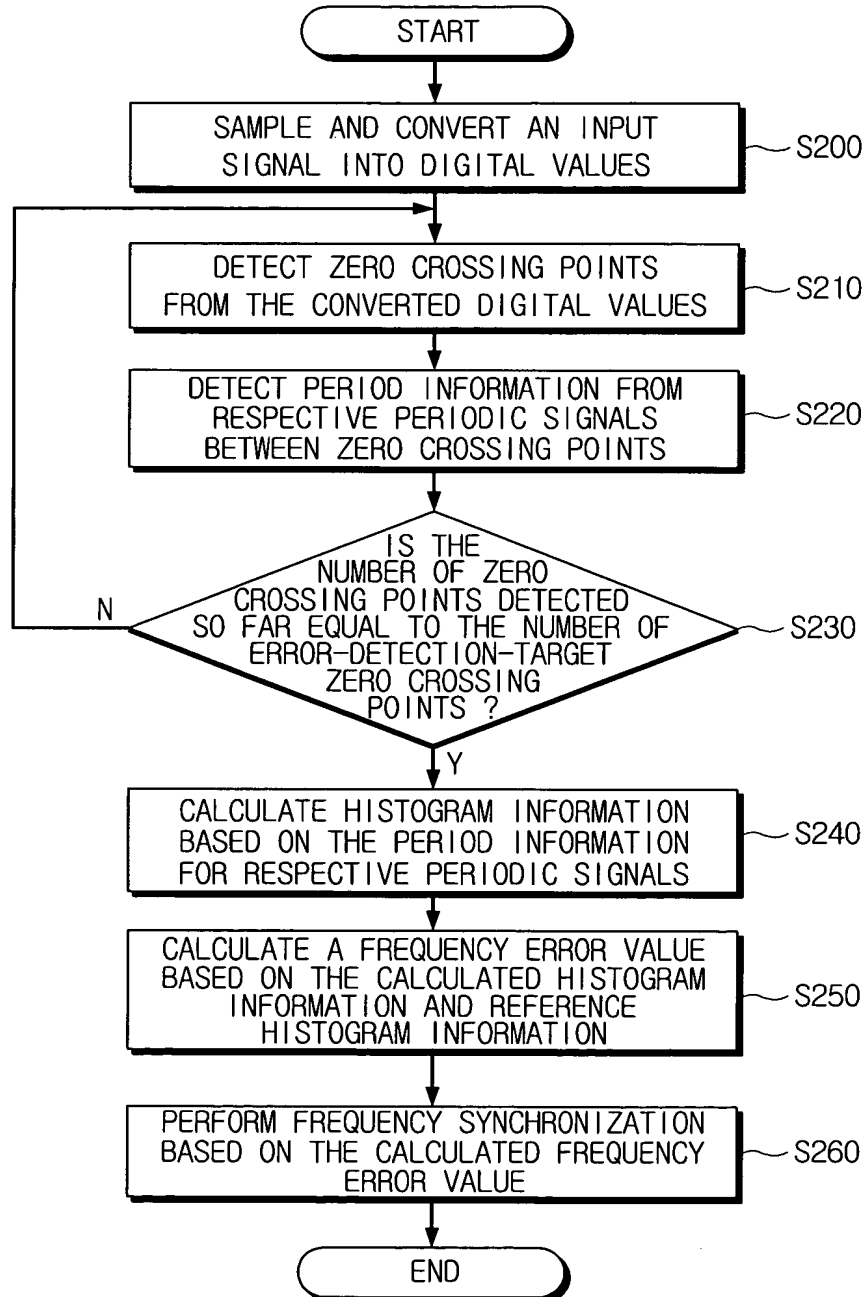 START
SAMPLE AND CONVERT AN INPUT
SIGNAL INTO DIGITAL VALUES
S200
DETECT ZERO CROSSING POINTS
FROM THE CONVERTED DIGITAL VALUES
S210
DETECT PERIOD INFORMATION FROM
RESPECTIVE PERIODIC SIGNALS
BETWEEN ZERO CROSSING POINTS
S220
IS THE
NUMBER OF ZERO
CROSSING POINTS DETECTED
SO FAR EQUAL TO THE NUMBER OF
ERROR-DETECTION-TARGET
ZERO CROSSING
POINTS ?
S230
N
Y
CALCULATE HISTOGRAM INFORMATION
BASED ON THE PERIOD INFORMATION
FOR RESPECTIVE PERIODIC SIGNALS
S240
CALCULATE A FREQUENCY ERROR VALUE
BASED ON THE CALCULATED HISTOGRAM
INFORMATION AND REFERENCE
HISTOGRAM INFORMATION
S250
PERFORM FREQUENCY SYNCHRONIZATION
BASED ON THE CALCULATED FREQUENCY
ERROR VALUE
S260
END